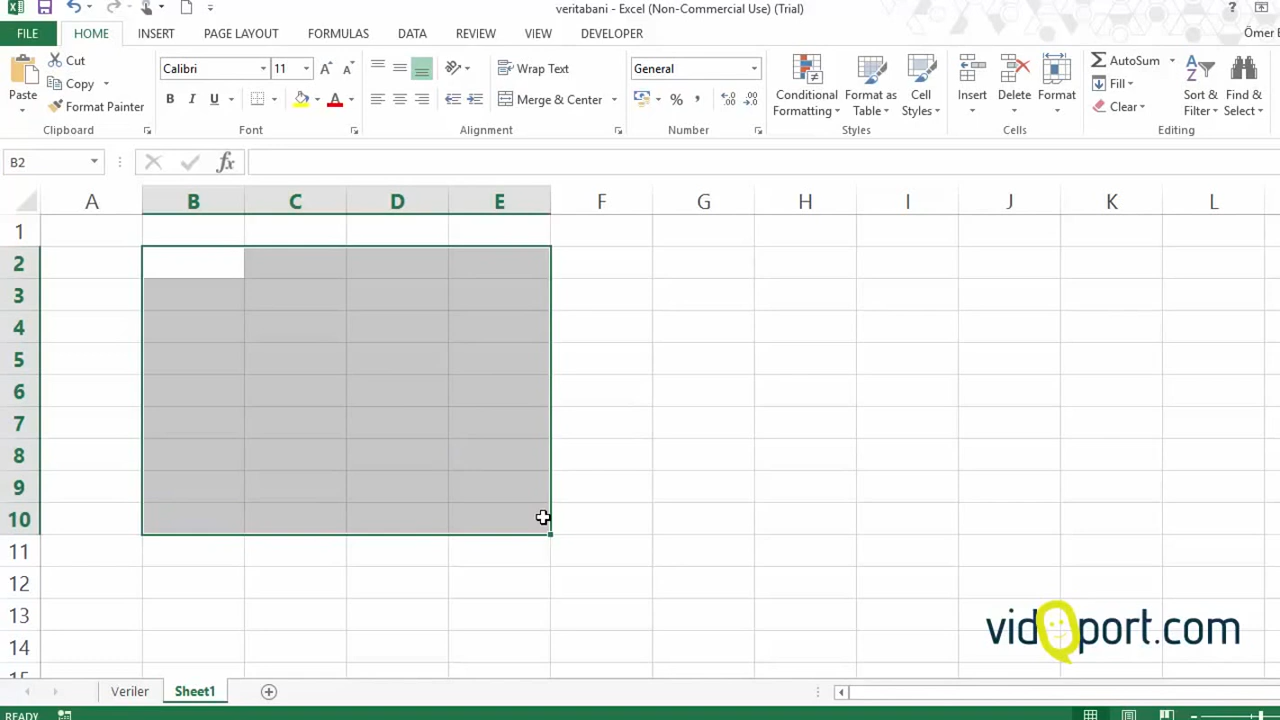 veritabani - Excel (Non-Commercial Use) (Trial)
?
FILE HOME INSERT PAGE LAYOUT FORMULAS DATA REVIEW VIEW DEVELOPER
Paste
Cut
Copy
Format Painter
Clipboard
Calibri 11
A A
B I U A
Font
Wrap Text
Merge & Center
Alignment
General
% ,
Number
Conditional
Formatting
Format as
Table
Cell
Styles
Styles
Insert
Delete
Format
Cells
AutoSum
Fill
Clear
Sort &
Filter
Find &
Select
Editing
B2
fx
A B C D E F G H I J K L
1
2
3
4
5
6
7
8
9
10
11
12
13
14
vidoport.com
Veriler Sheet1
READY